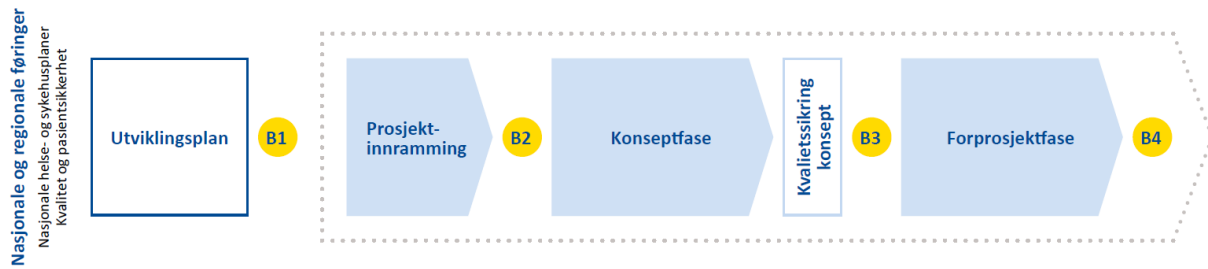 Nasjonale og regionale føringer
Nasjonale helse- og sykehusplaner
Kvalitet og pasientsikkerhet
Utviklingsplan
B1
Prosjekt-
innramming
B2
Konseptfase
Kvalietssikring
konsept
B3
Forprosjektfase
B4